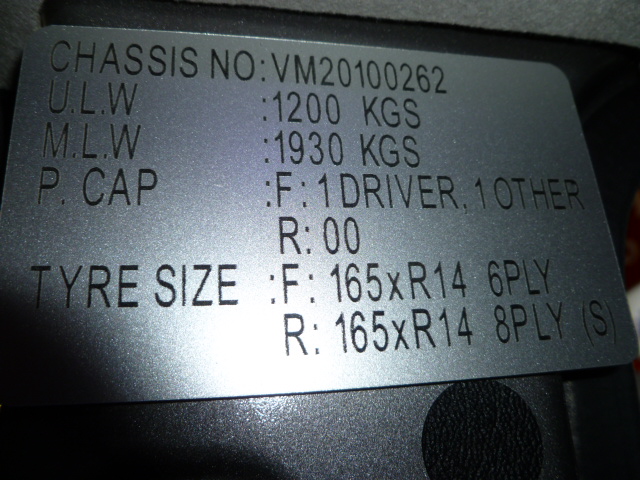 CHASSIS NO:VM20100262
U.L.W :1200 KGS
M.L.W :1930 KGS
P. CAP :F: 1 DRIVER, 1 OTHER
R: 00
TYRE SIZE :F: 165xR14 6PLY
R: 165xR14 8PLY (S)